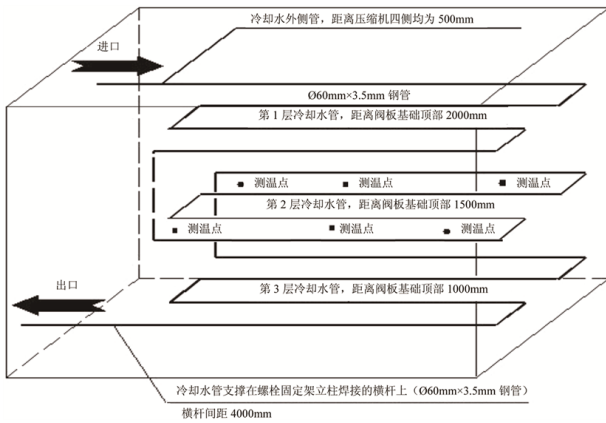 冷却水外侧管，距离压缩机四侧均为 500mm
进口
Ø60mm×3.5mm 钢管
第 1 层冷却水管，距离阀板基础顶部 2000mm
测温点 测温点 测温点
第 2 层冷却水管，距离阀板基础顶部 1500mm
测温点 测温点 测温点
出口
第 3 层冷却水管，距离阀板基础顶部 1000mm
冷却水管支撑在螺栓固定架立柱焊接的横杆上（Ø60mm×3.5mm 钢管）
横杆间距 4000mm